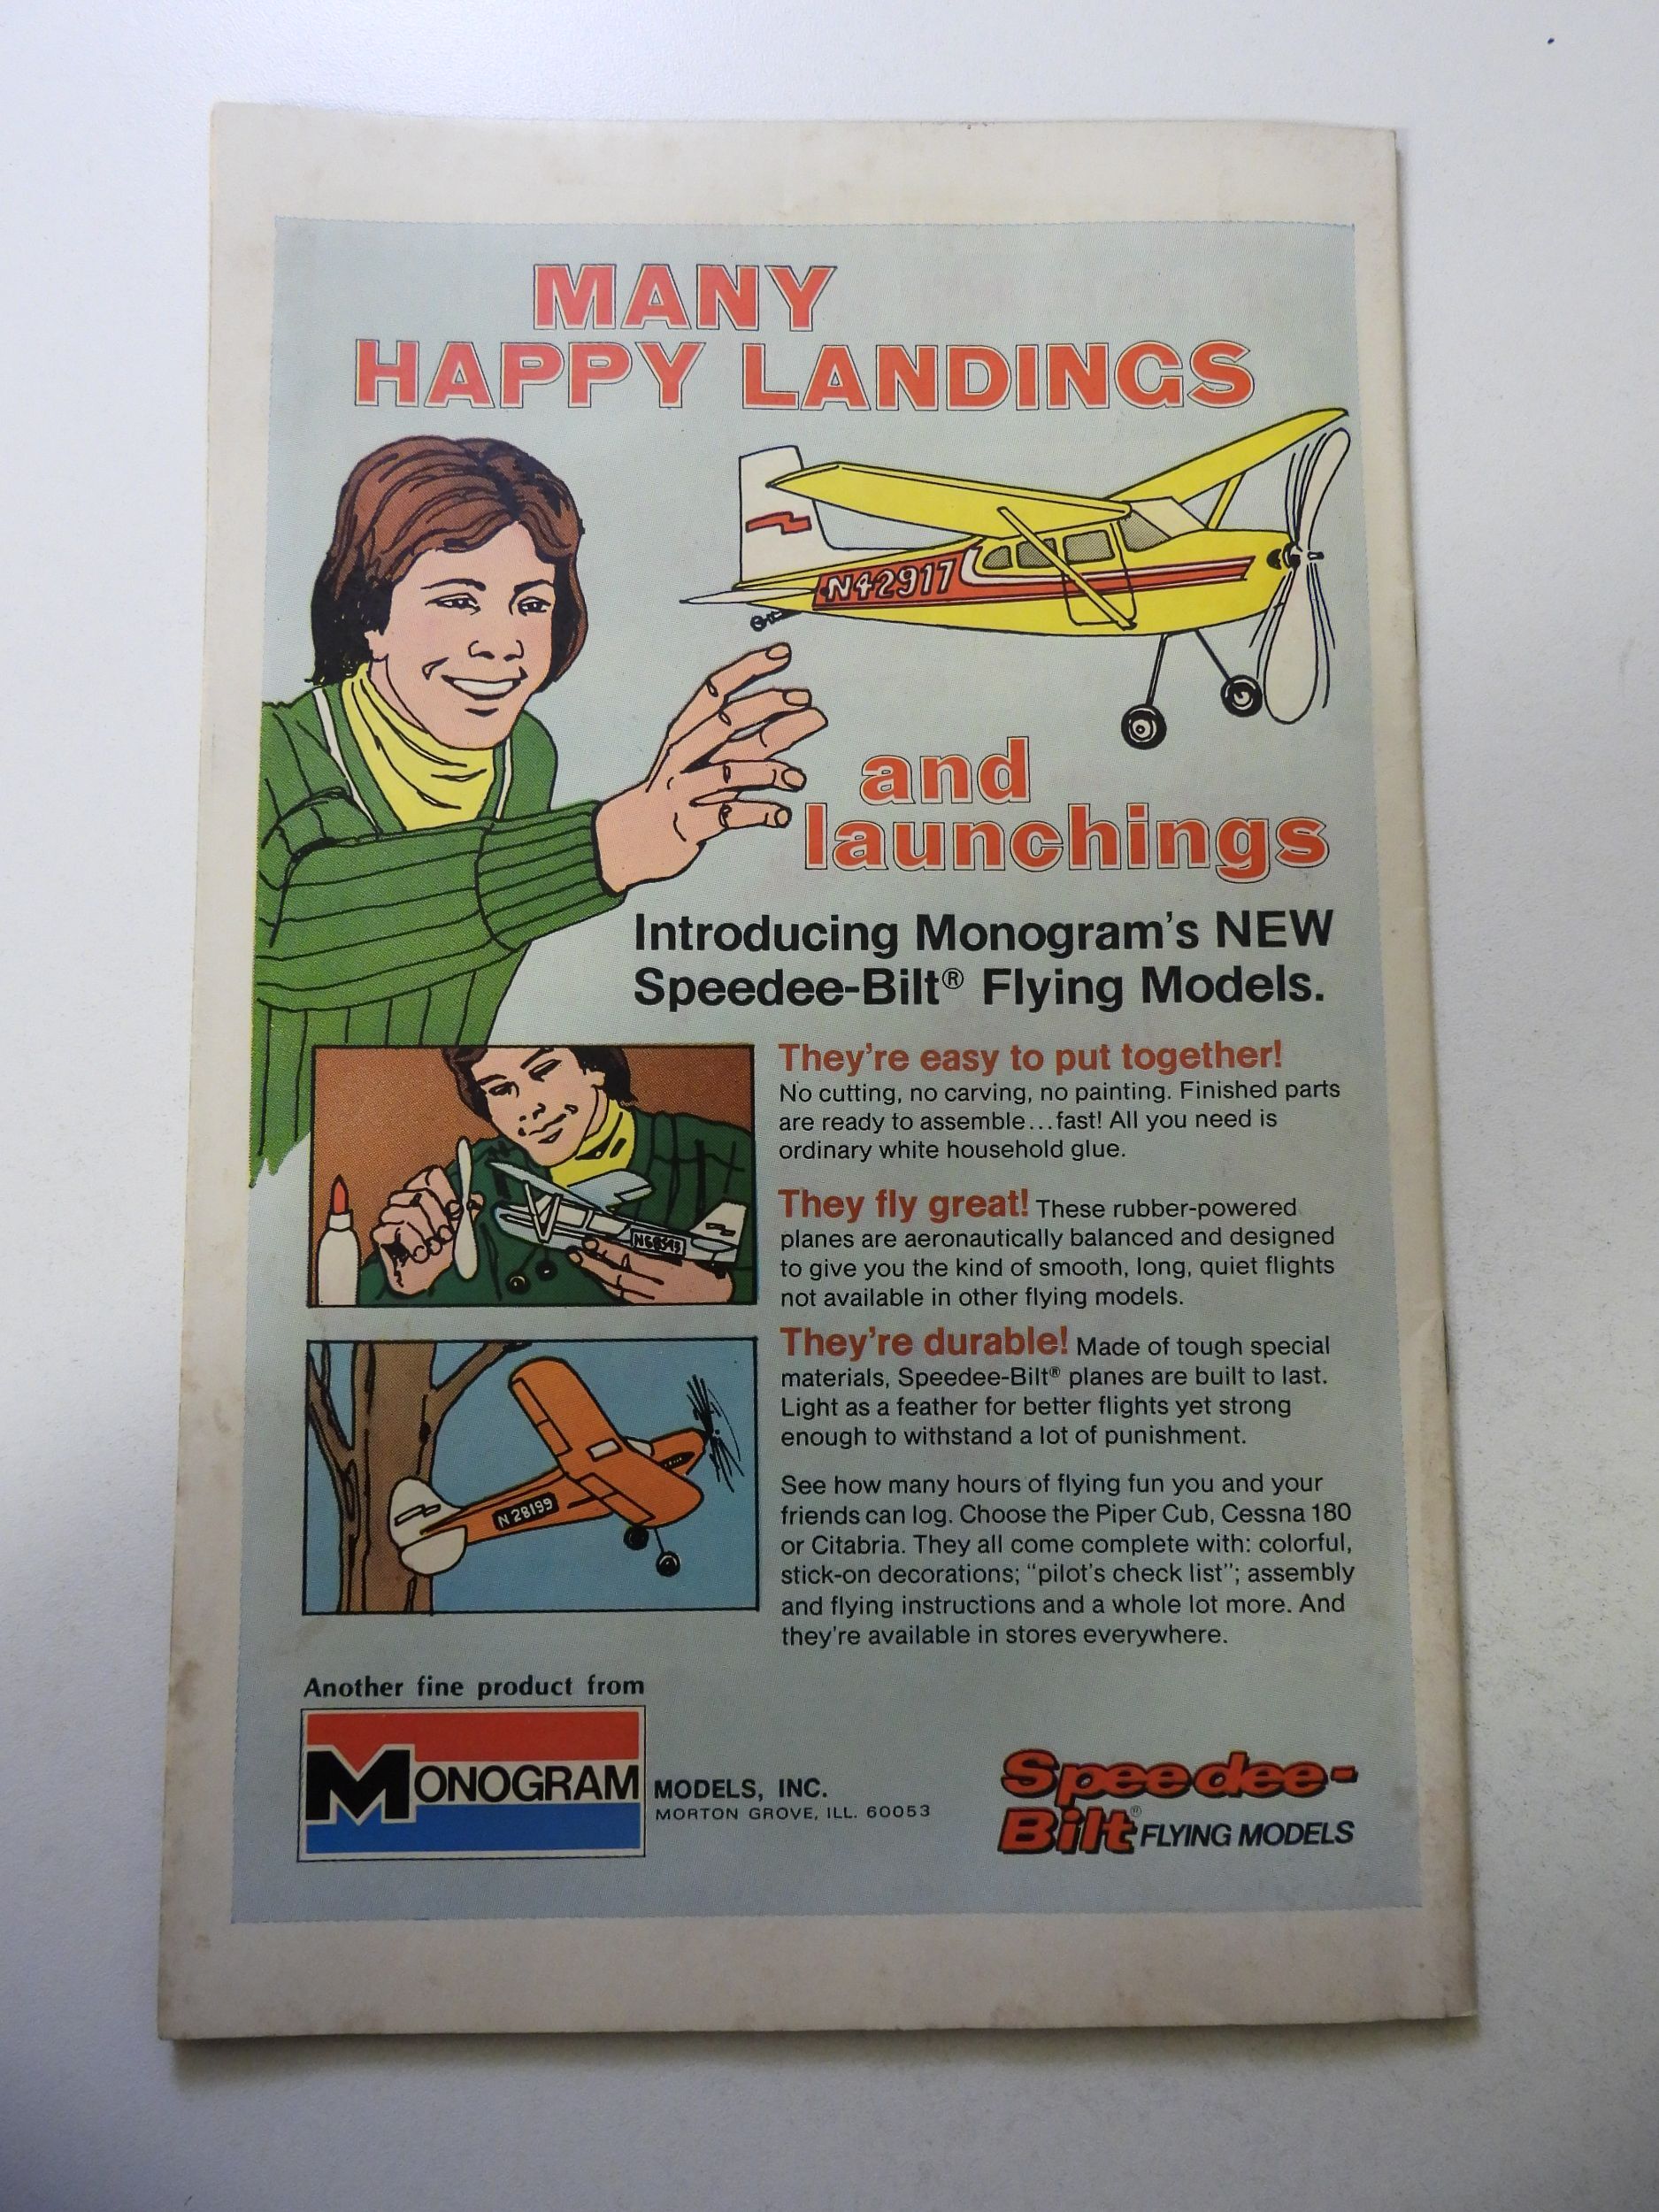 MANY
HAPPY LANDINGS
N42917
and
launchings
Introducing Monogram's NEW
Speedee-Bilt® Flying Models.
They're easy to put together!
No cutting, no carving, no painting. Finished parts
are ready to assemble...fast! All you need is
ordinary white household glue.
They fly great! These rubber-powered
planes are aeronautically balanced and designed
to give you the kind of smooth, long, quiet flights
not available in other flying models.
They're durable! Made of tough special
materials, Speedee-Bilt® planes are built to last.
Light as a feather for better flights yet strong
enough to withstand a lot of punishment.
N 28199
See how many hours of flying fun you and your
friends can log. Choose the Piper Cub, Cessna 180
or Citabria. They all come complete with: colorful,
stick-on decorations; "pilot's check list"; assembly
and flying instructions and a whole lot more. And
they're available in stores everywhere.
Another fine product from
MONOGRAM MODELS, INC.
MORTON GROVE, ILL. 60053
Speedee-
Bilt® FLYING MODELS